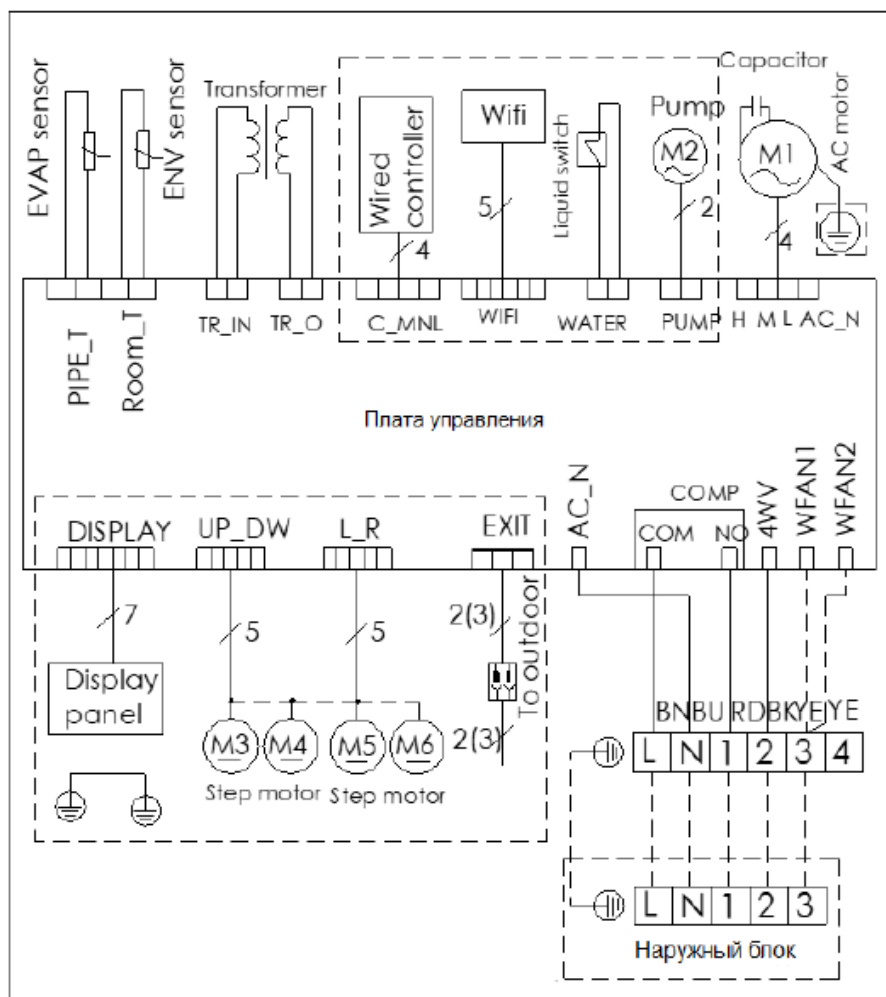 EVAP sensor
ENV sensor
Transformer
Wired controller
4
Wifi
5
Liquid switch
Pump
M2
2
Capacitor
M1
4
AC motor
PIPE_T
Room_T
TR_IN
TR_O
C_MNL
WIFI
WATER
PUMP
H M L AC_N
Плата управления
DISPLAY
UP_DW
L_R
EXIT
AC_N
COMP
COM
NO
4WV
WFAN1
WFAN2
7
5
5
2(3)
To outdoor
2(3)
Display
panel
M3
M4
M5
M6
Step motor
Step motor
BN BU RD BK YE YE
L N 1 2 3 4
L N 1 2 3
Наружный блок